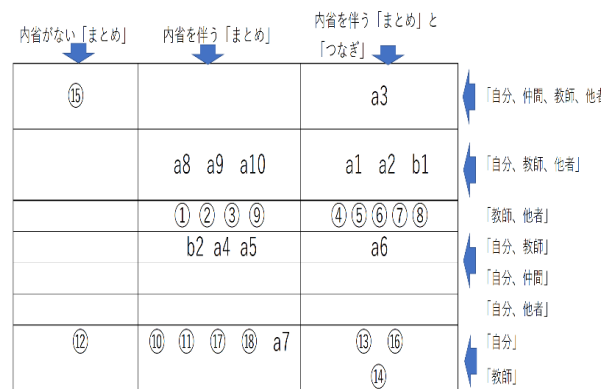 内省がない「まとめ」
内省を伴う「まとめ」
内省を伴う「まとめ」と
「つなぎ」
⑮ a3 「自分、仲間、教師、他者
a8 a9 a10 a1 a2 b1 「自分、教師、他者」
① ② ③ ⑨ ④ ⑤ ⑥ ⑦ ⑧ 「教師、他者」
b2 a4 a5 a6 「自分、教師」
「自分、仲間」
「自分、他者」
⑫ ⑩ ⑪ ⑰ ⑱ a7 ⑬ ⑯ 「自分」
⑭ 「教師」